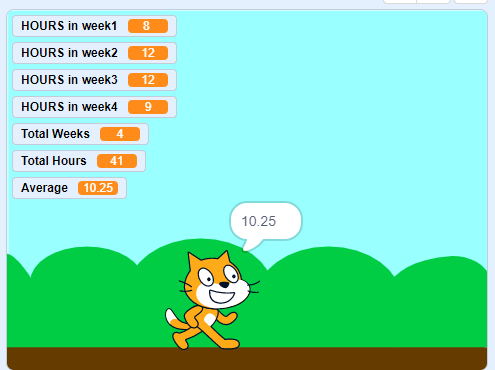 HOURS in week1 8
HOURS in week2 12
HOURS in week3 12
HOURS in week4 9
Total Weeks 4
Total Hours 41
Average 10.25
10.25